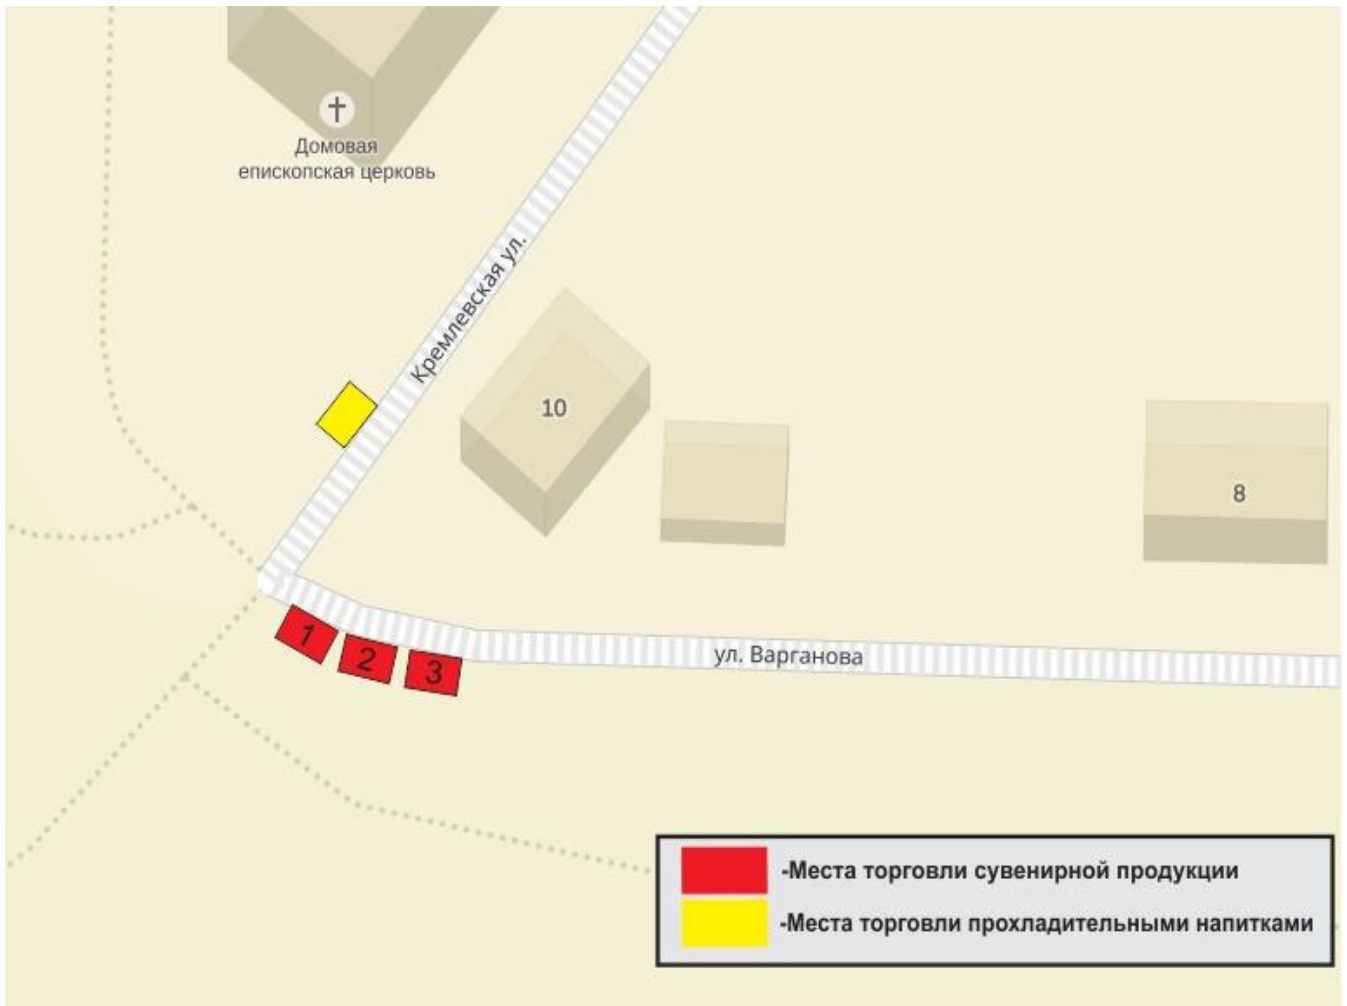 Домовая
епископская церковь
Кремлевская ул.
10
8
1
2
3
ул. Варганова
-Места торговли сувенирной продукции
-Места торговли прохладительными напитками